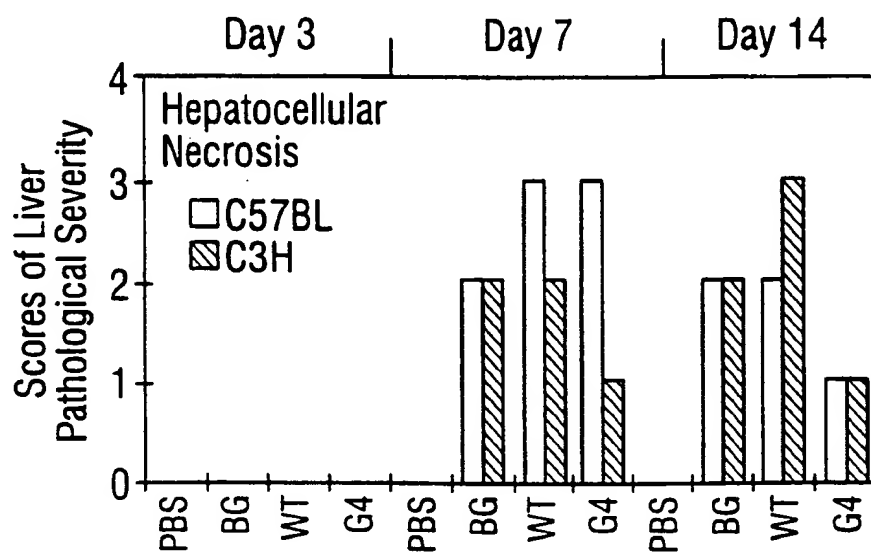 Day 3 Day 7 Day 14
4
3
2
1
0
Scores of Liver
Pathological Severity
Hepatocellular
Necrosis
C57BL
C3H
PBS BG WT G4 PBS BG WT G4 PBS BG WT G4